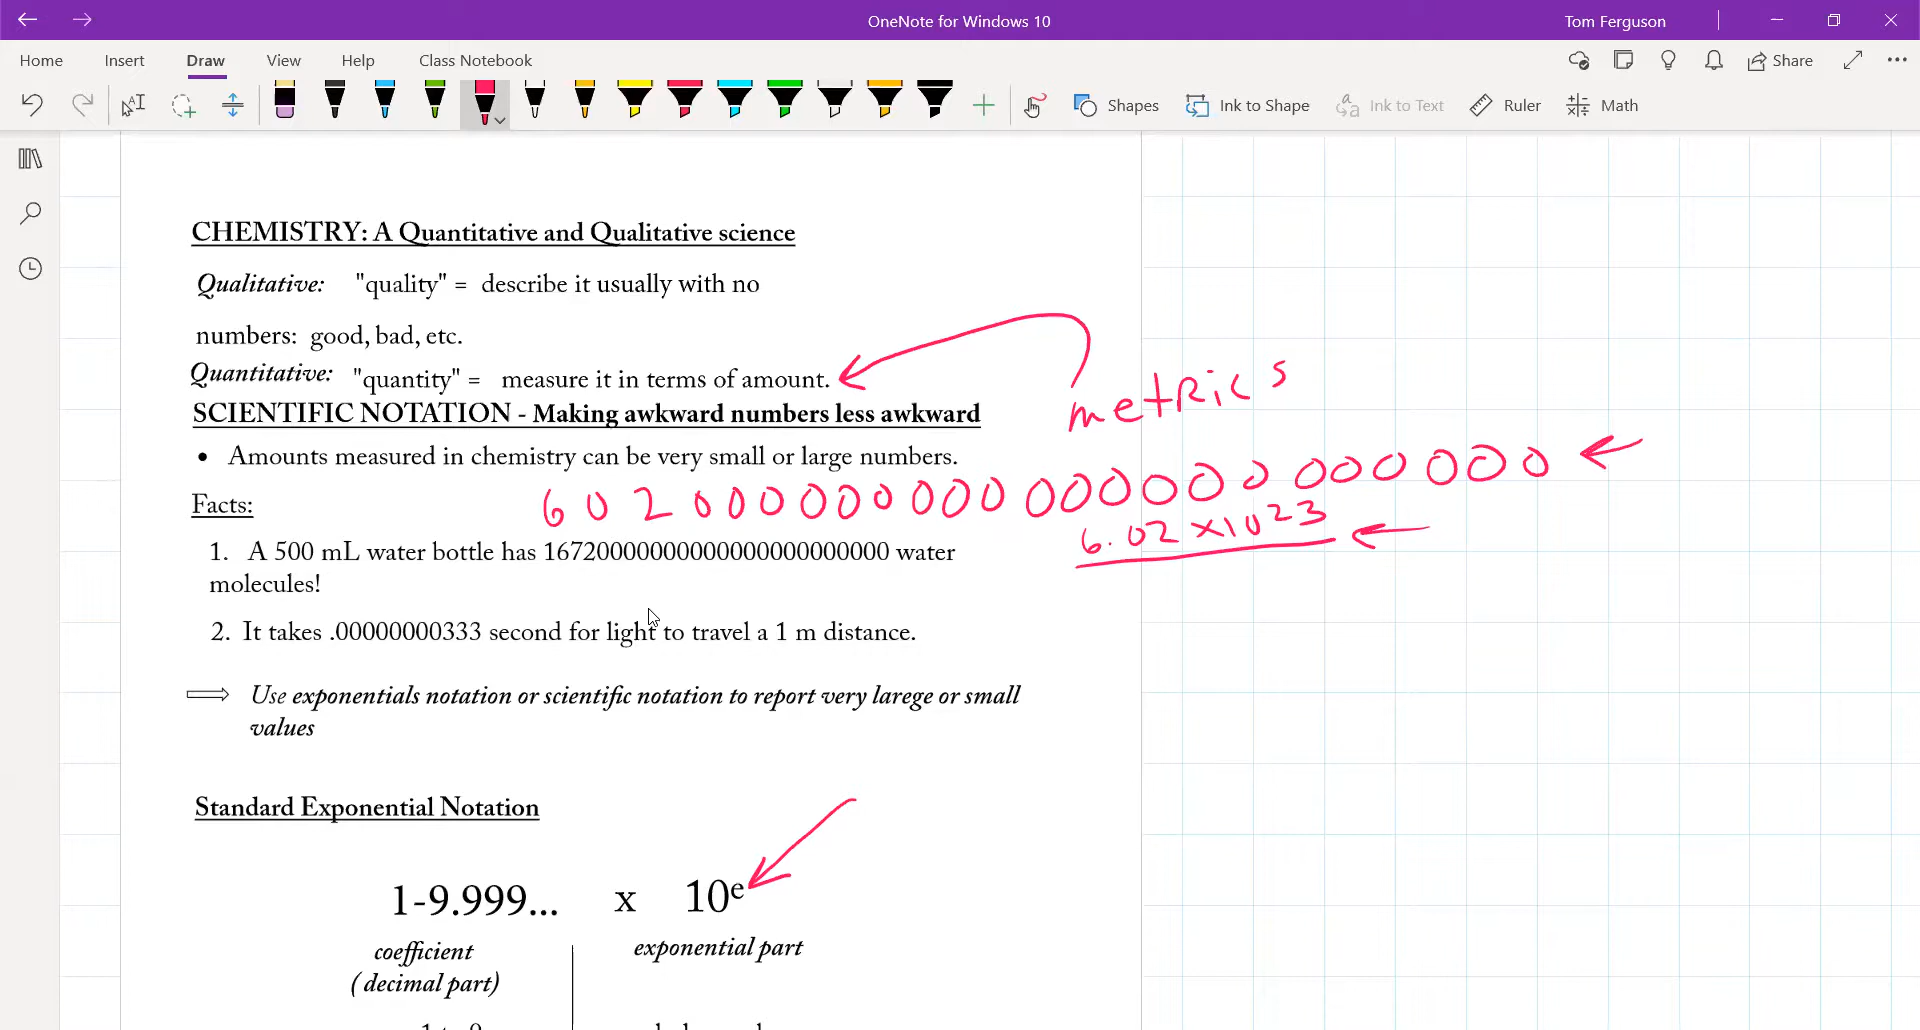 OneNote for Windows 10
Tom Ferguson
Home Insert Draw View Help Class Notebook
Share
Shapes Ink to Shape Ink to Text Ruler Math
CHEMISTRY: A Quantitative and Qualitative science
Qualitative: "quality" = describe it usually with no
numbers: good, bad, etc.
Quantitative: "quantity" = measure it in terms of amount.
metrics
SCIENTIFIC NOTATION - Making awkward numbers less awkward
• Amounts measured in chemistry can be very small or large numbers.
Facts:
602000000000000000000000
6.02 x10 23
1. A 500 mL water bottle has 16720000000000000000000000 water
molecules!
2. It takes .00000000333 second for light to travel a 1 m distance.
Use exponentials notation or scientific notation to report very larege or small
values
Standard Exponential Notation
1-9.999... x 10ᵉ
coefficient exponential part
(decimal part)